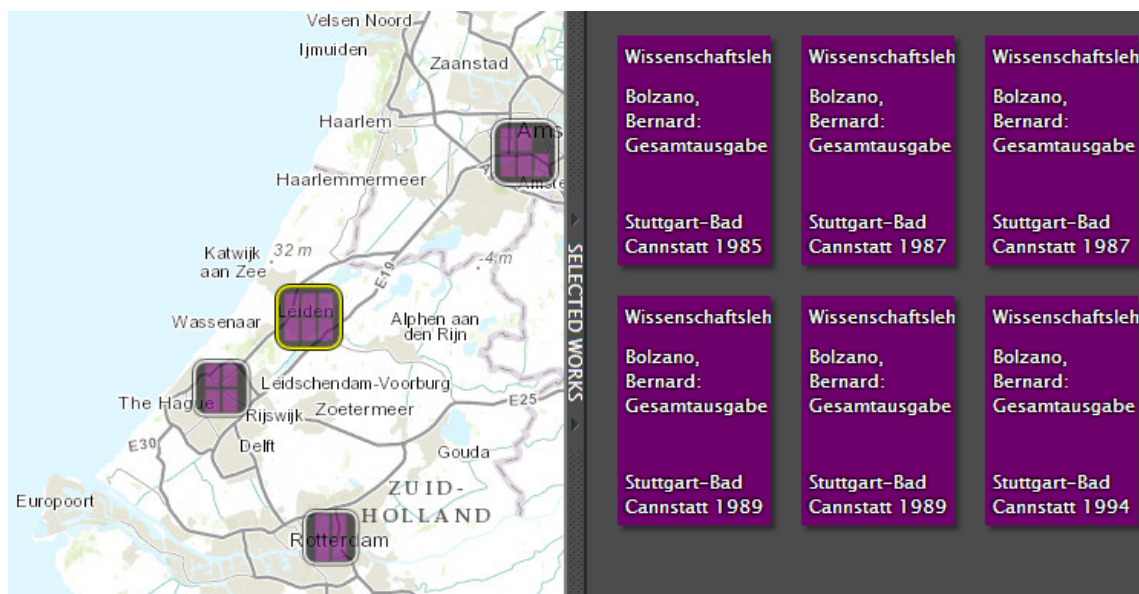 Velsen Noord
Ijmuiden
Zaanstad
Haarlem
Ams
Haarlemmermeer
Amste
Katwijk
aan Zee
32 m
-4 m
E19
Leiden
Wassenaar
Alphen aan
den Rijn
Leidschendam-Voorburg
The Hague
Rijswijk
Zoetermeer
E25
E30
Delft
Gouda
Europoort
ZUID-
HOLLAND
Rotterdam
SELECTED WORKS
Wissenschaftsleh
Bolzano,
Bernard:
Gesamtausgabe
Stuttgart-Bad
Cannstatt 1985
Wissenschaftsleh
Bolzano,
Bernard:
Gesamtausgabe
Stuttgart-Bad
Cannstatt 1987
Wissenschaftsleh
Bolzano,
Bernard:
Gesamtausgabe
Stuttgart-Bad
Cannstatt 1987
Wissenschaftsleh
Bolzano,
Bernard:
Gesamtausgabe
Stuttgart-Bad
Cannstatt 1989
Wissenschaftsleh
Bolzano,
Bernard:
Gesamtausgabe
Stuttgart-Bad
Cannstatt 1989
Wissenschaftsleh
Bolzano,
Bernard:
Gesamtausgabe
Stuttgart-Bad
Cannstatt 1994